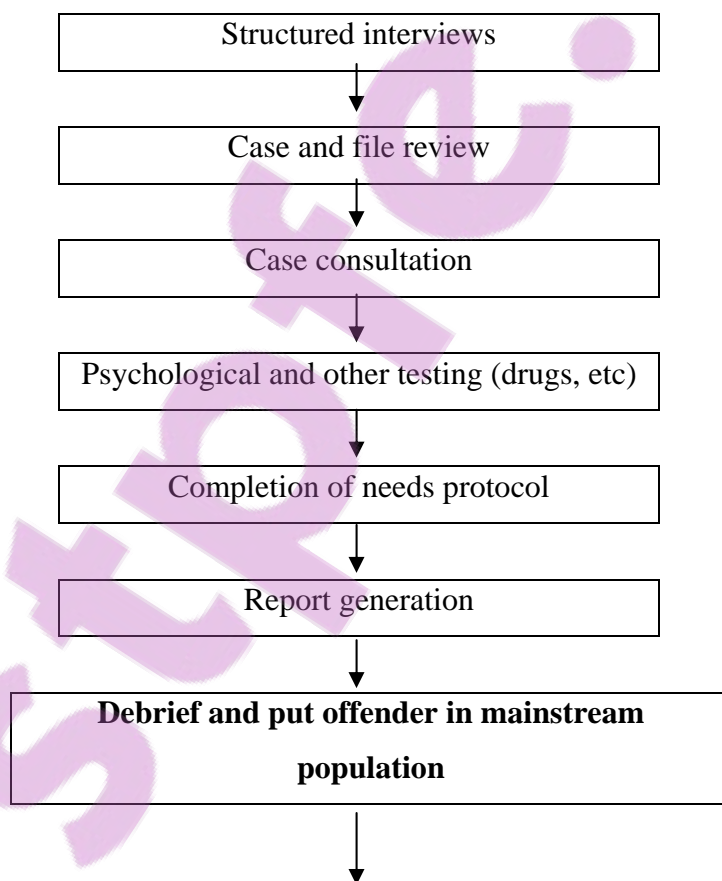 Structured interviews
Case and file review
Case consultation
Psychological and other testing (drugs, etc)
Completion of needs protocol
Report generation
Debrief and put offender in mainstream
population
stpfe.